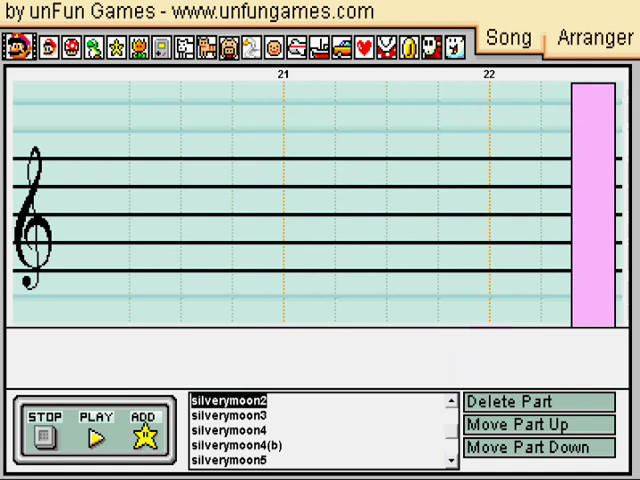 by unFun Games - www.unfungames.com
Song
Arranger
21
22
STOP
PLAY
ADD
silverymoon2
silverymoon3
silverymoon4
silverymoon4(b)
silverymoon5
Delete Part
Move Part Up
Move Part Down